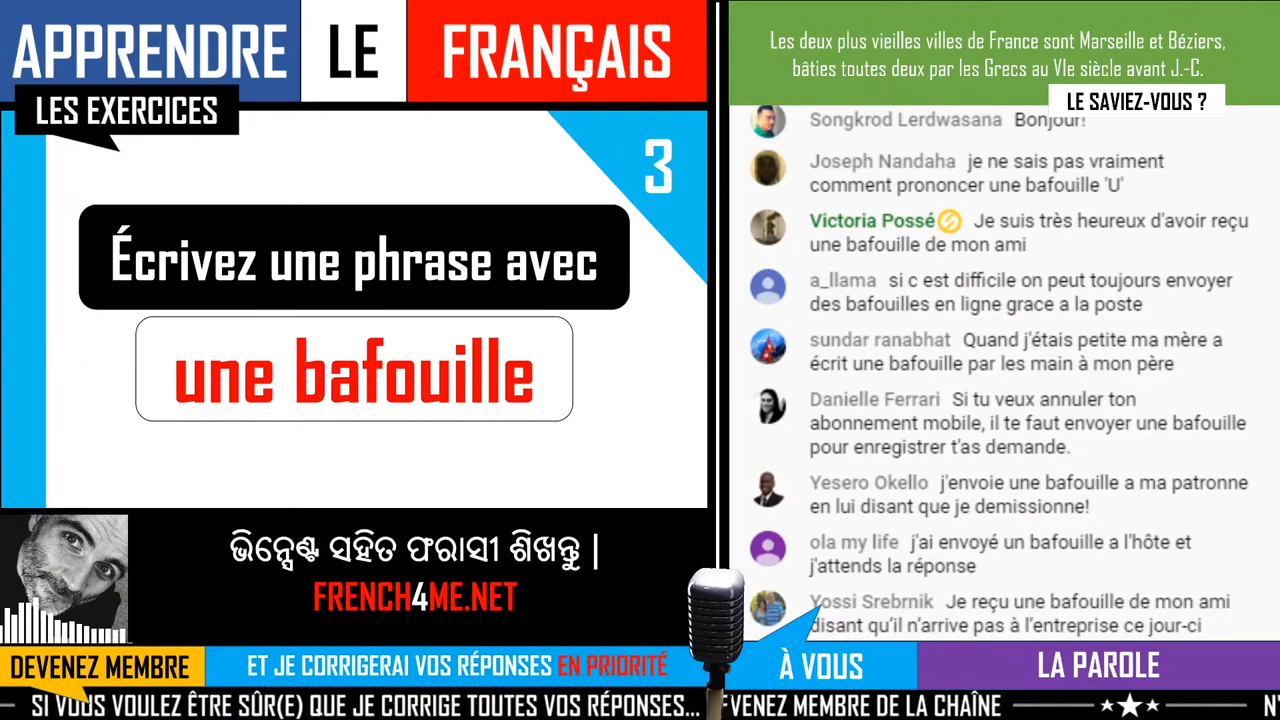 APPRENDRE LE FRANÇAIS
LES EXERCICES
3
Écrivez une phrase avec
une bafouille
ଭିନ୍ସେଣ୍ଟ ସହିତ ଫରାସୀ ଶିଖନ୍ତୁ |
FRENCH4ME.NET
Les deux plus vieilles villes de France sont Marseille et Béziers,
bâties toutes deux par les Grecs au VIe siècle avant J.-C.
LE SAVIEZ-VOUS ?
Songkrod Lerdwasana Bonjour!
Joseph Nandaha je ne sais pas vraiment
comment prononcer une bafouille 'U'
Victoria Possé Je suis très heureux d'avoir reçu
une bafouille de mon ami
a_llama si c est difficile on peut toujours envoyer
des bafouilles en ligne grace a la poste
sundar ranabhat Quand j'étais petite ma mère a
écrit une bafouille par les main à mon père
Danielle Ferrari Si tu veux annuler ton
abonnement mobile, il te faut envoyer une bafouille
pour enregistrer t'as demande.
Yesero Okello j'envoie une bafouille a ma patronne
en lui disant que je demissionne!
ola my life j'ai envoyé un bafouille a l'hôte et
j'attends la réponse
Yossi Srebrnik Je reçu une bafouille de mon ami
disant qu'il n'arrive pas à l'entreprise ce jour-ci
DEVENEZ MEMBRE ET JE CORRIGERAI VOS RÉPONSES EN PRIORITÉ
À VOUS LA PAROLE
SI VOUS VOULEZ ÊTRE SÛR(E) QUE JE CORRIGE TOUTES VOS RÉPONSES... EVENEZ MEMBRE DE LA CHAÎNE N